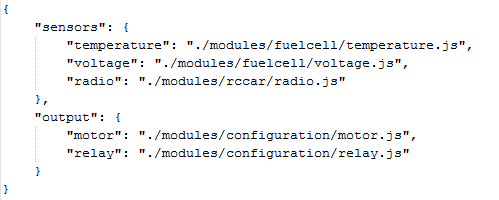 {
    "sensors": {
        "temperature": "./modules/fuelcell/temperature.js",
        "voltage": "./modules/fuelcell/voltage.js",
        "radio": "./modules/rccar/radio.js"
    },
    "output": {
        "motor": "./modules/configuration/motor.js",
        "relay": "./modules/configuration/relay.js"
    }
}